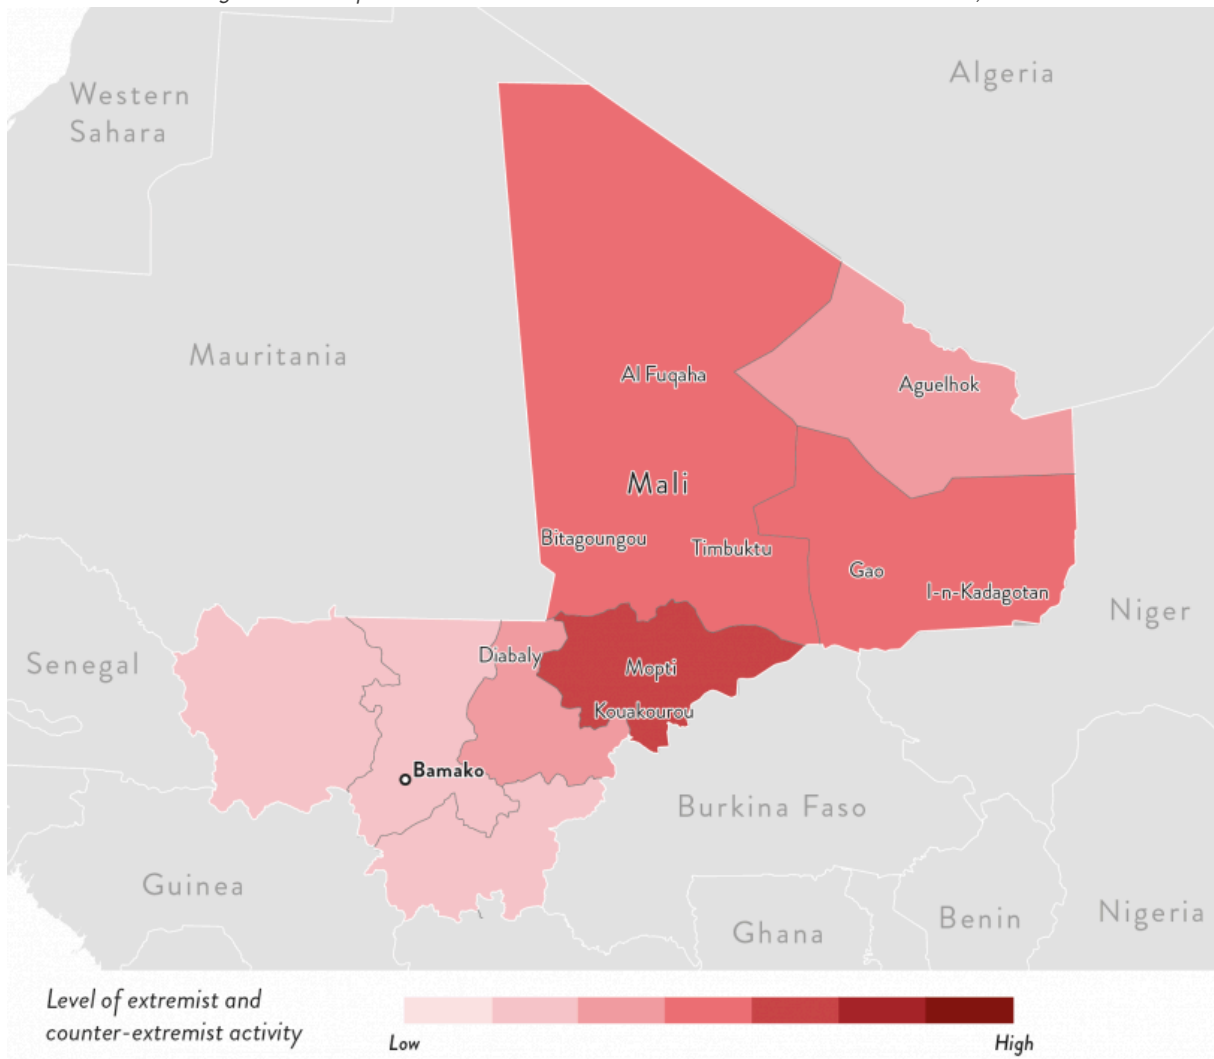 Western
Sahara
Algeria
Mauritania
Al Fuqaha
Aguelhok
Mali
Bitagoungou
Timbuktu
Gao
I-n-Kadagotan
Niger
Senegal
Diabaly
Mopti
Kouakourou
Bamako
Burkina Faso
Guinea
Ghana
Benin
Nigeria
Level of extremist and
counter-extremist activity
Low
High